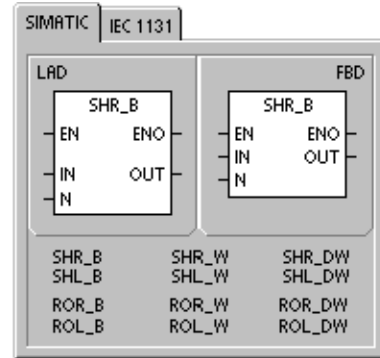 SIMATIC IEC 1131
LAD FBD
SHR_B SHR_B
EN ENO EN ENO
IN OUT IN OUT
N N
SHR_B SHR_W SHR_DW
SHL_B SHL_W SHL_DW
ROR_B ROR_W ROR_DW
ROL_B ROL_W ROL_DW